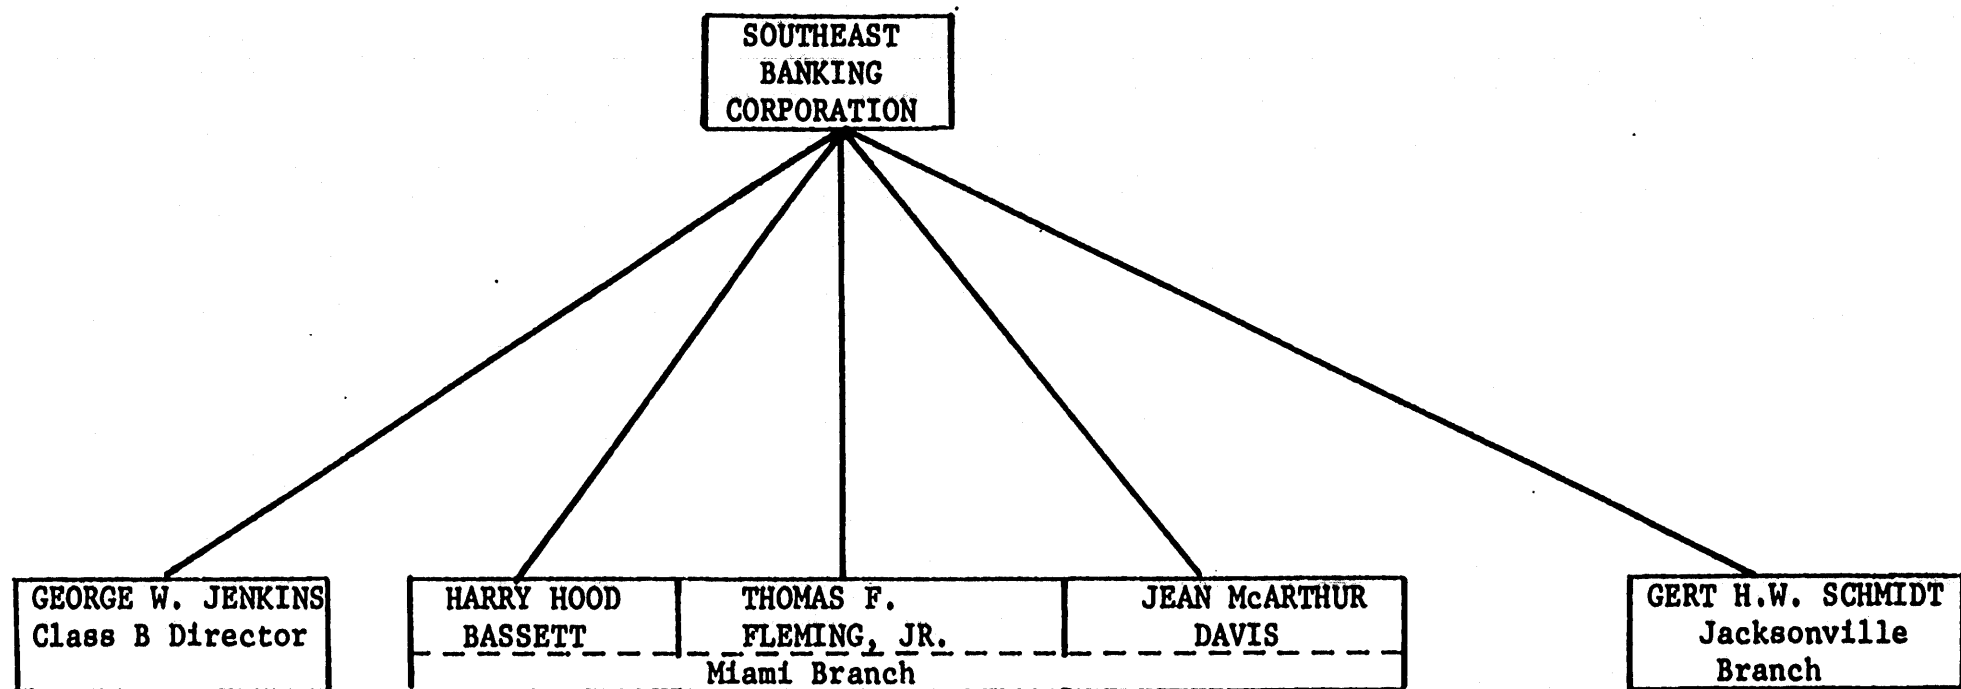 SOUTHEAST
BANKING
CORPORATION
GEORGE W. JENKINS
Class B Director
HARRY HOOD
BASSETT
THOMAS F.
FLEMING, JR.
JEAN McARTHUR
DAVIS
Miami Branch
GERT H.W. SCHMIDT
Jacksonville
Branch